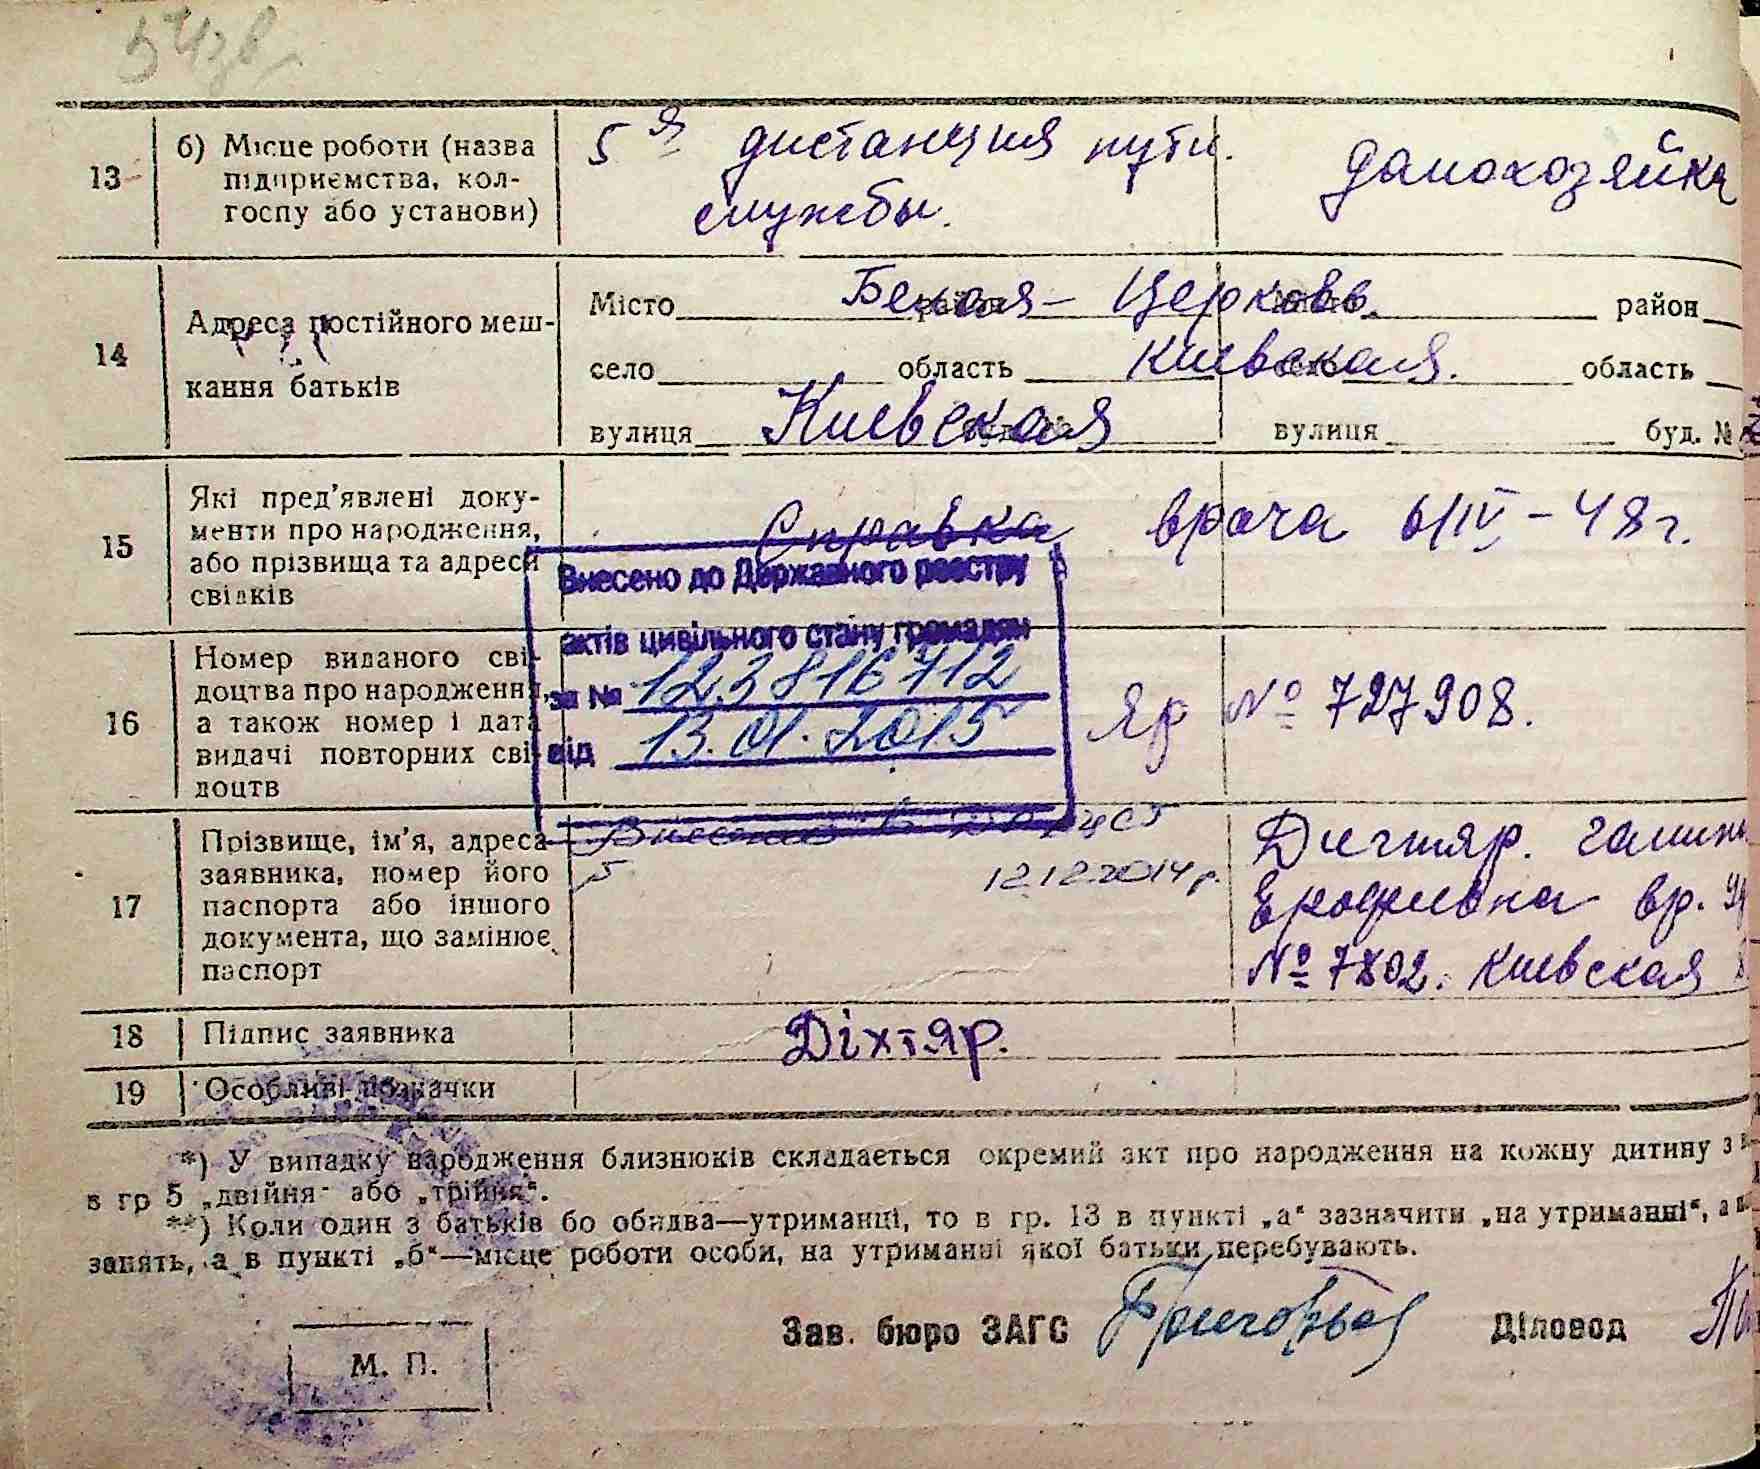 13 б) Місце роботи (назва підприємства, колгоспу або установи) 5я дистанция пути службы. домохозяйка
14 Адреса постійного мешкання батьків
Місто Белая-Церковь. район
село область Киевская. область
вулиця Киевская вулиця буд. №
15 Які пред'явлені документи про народження, або прізвища та адреси свідків Справка врача 6/IV-48г.
Внесено до Державного реєстру
актів цивільного стану громадян
за № 123816712
від 13.01.2015
16 Номер виданого свідоцтва про народження, а також номер і дата видачі повторних свідоцтв Яр № 727908.
17 Прізвище, ім'я, адреса заявника, номер його паспорта або іншого документа, що замінює паспорт
12.12.2014р.
Дигтяр. Галина
Ерофиевна вр.
№ 7802. Киевская
18 Підпис заявника Діхтяр.
19 Особливі позначки
*) У випадку народження близнюків складається окремий акт про народження на кожну дитину з
в гр 5 „двійня" або „трійня".
**) Коли один з батьків бо обидва—утриманці, то в гр. 13 в пункті „а" зазначити „на утриманні", а
занять, а в пункті „б"—місце роботи особи, на утриманні якої батьки перебувають.
Зав. бюро ЗАГС Діловод
М. П.